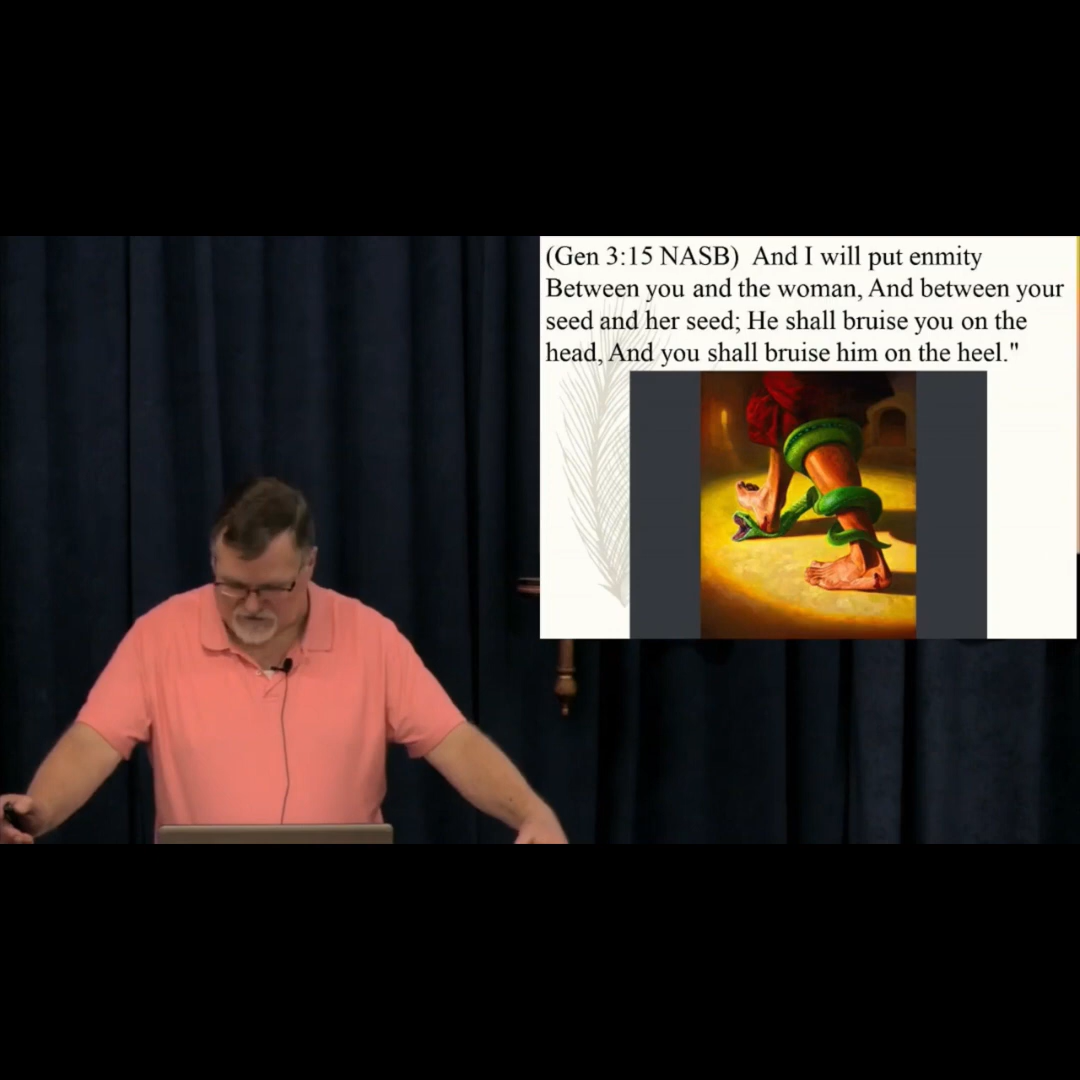 (Gen 3:15 NASB)  And I will put enmity
Between you and the woman, And between your
seed and her seed; He shall bruise you on the
head, And you shall bruise him on the heel."